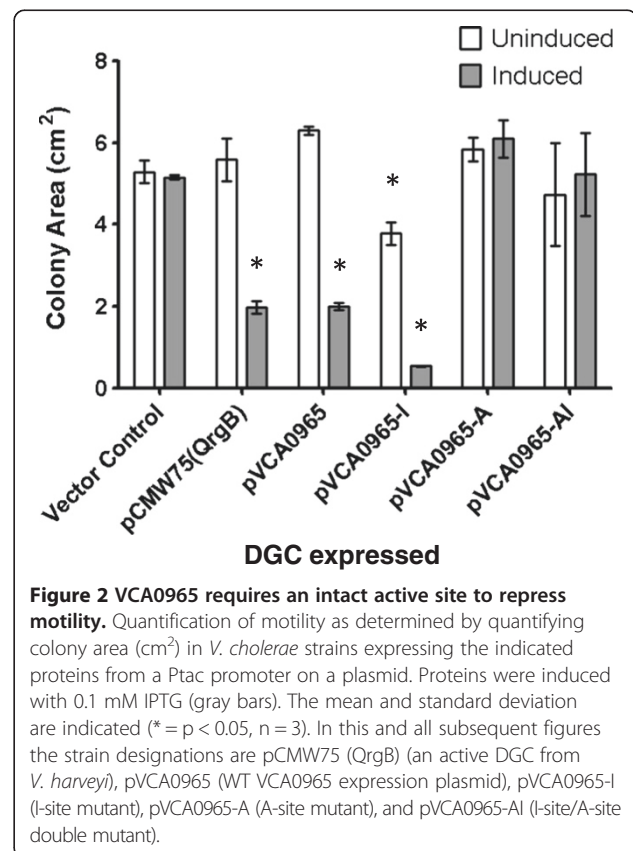 Uninduced
Induced
8
6
4
2
0
Colony Area (cm²)
*
*
*
*
Vector Control
pCMW75(QrgB)
pVCA0965
pVCA0965-I
pVCA0965-A
pVCA0965-AI
DGC expressed
Figure 2 VCA0965 requires an intact active site to repress
motility. Quantification of motility as determined by quantifying
colony area (cm²) in V. cholerae strains expressing the indicated
proteins from a Ptac promoter on a plasmid. Proteins were induced
with 0.1 mM IPTG (gray bars). The mean and standard deviation
are indicated (* = p < 0.05, n = 3). In this and all subsequent figures
the strain designations are pCMW75 (QrgB) (an active DGC from
V. harveyi), pVCA0965 (WT VCA0965 expression plasmid), pVCA0965-I
(I-site mutant), pVCA0965-A (A-site mutant), and pVCA0965-AI (I-site/A-site
double mutant).